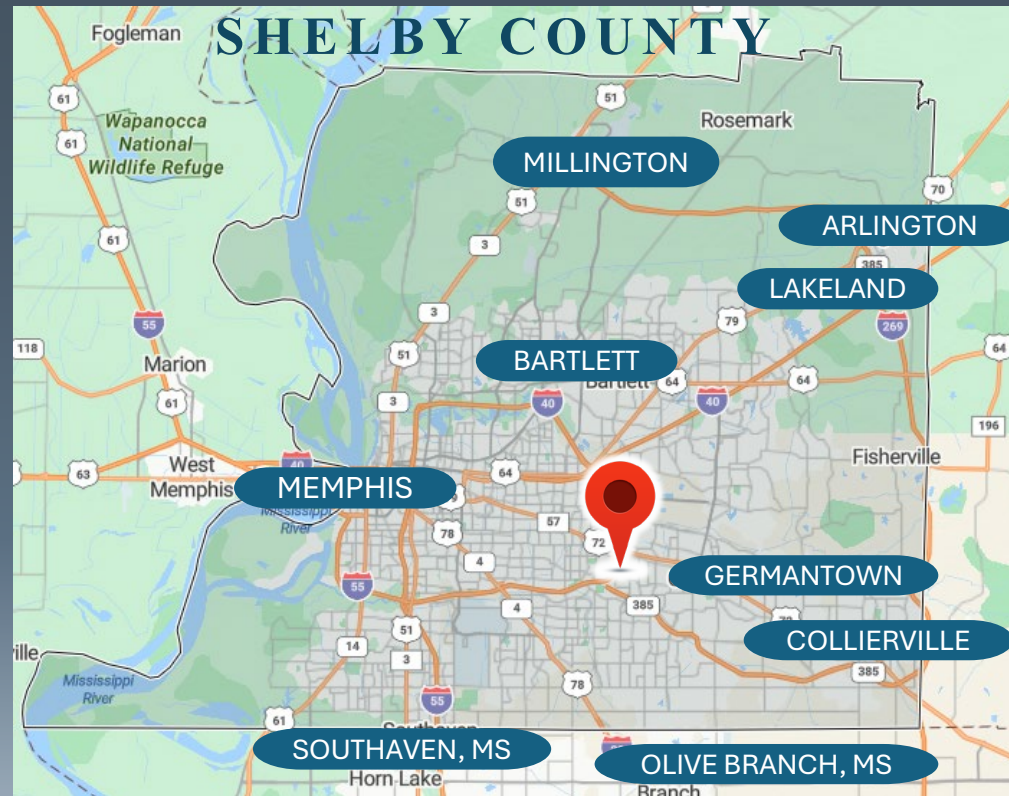 SHELBY COUNTY
Fogleman
61
51
Wapanocca
National
Wildlife Refuge
61
Rosemark
MILLINGTON
70
51
ARLINGTON
61
3
385
LAKELAND
3
79
269
55
118
51
64
Marion
BARTLETT
Bartlett
64
64
61
3
40
40
196
West
Memphis
40
64
Fisherville
63
MEMPHIS
Mississippi
River
57
78
72
4
GERMANTOWN
55
385
4
51
14
3
COLLIERVILLE
385
Mississippi
River
78
55
61
SOUTHAVEN, MS
Horn Lake
OLIVE BRANCH, MS
Branch